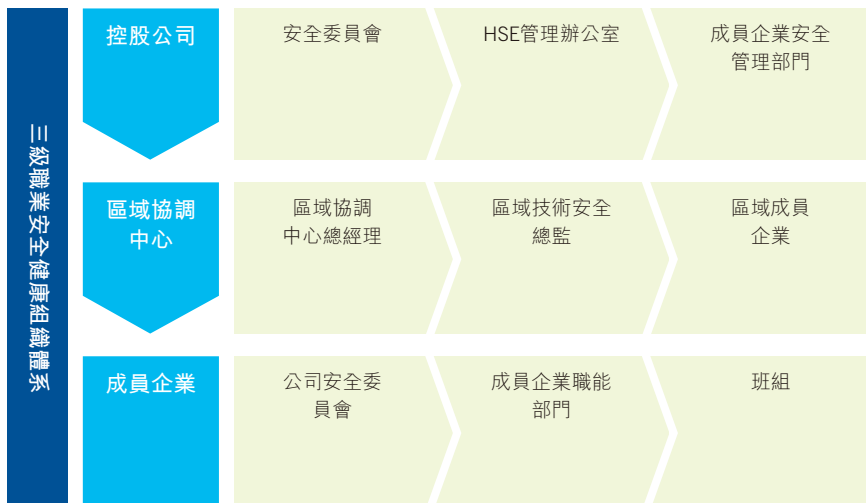 三級職業安全健康組織體系
控股公司
安全委員會
HSE管理辦公室
成員企業安全
管理部門
區域協調
中心
區域協調
中心總經理
區域技術安全
總監
區域成員
企業
成員企業
公司安全委
員會
成員企業職能
部門
班組